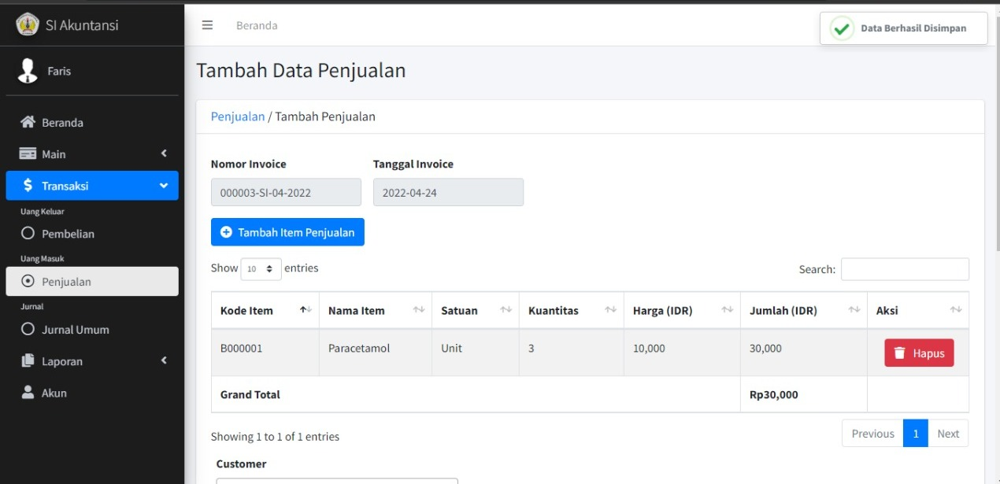 SI Akuntansi
Beranda
Data Berhasil Disimpan
Faris
Beranda
Main
Transaksi
Uang Keluar
Pembelian
Uang Masuk
Penjualan
Jurnal
Jurnal Umum
Laporan
Akun
Tambah Data Penjualan
Penjualan / Tambah Penjualan
Nomor Invoice Tanggal Invoice
000003-SI-04-2022 2022-04-24
Tambah Item Penjualan
Show 10 entries Search:
Kode Item Nama Item Satuan Kuantitas Harga (IDR) Jumlah (IDR) Aksi
B000001 Paracetamol Unit 3 10,000 30,000 Hapus
Grand Total Rp30,000
Showing 1 to 1 of 1 entries Previous 1 Next
Customer